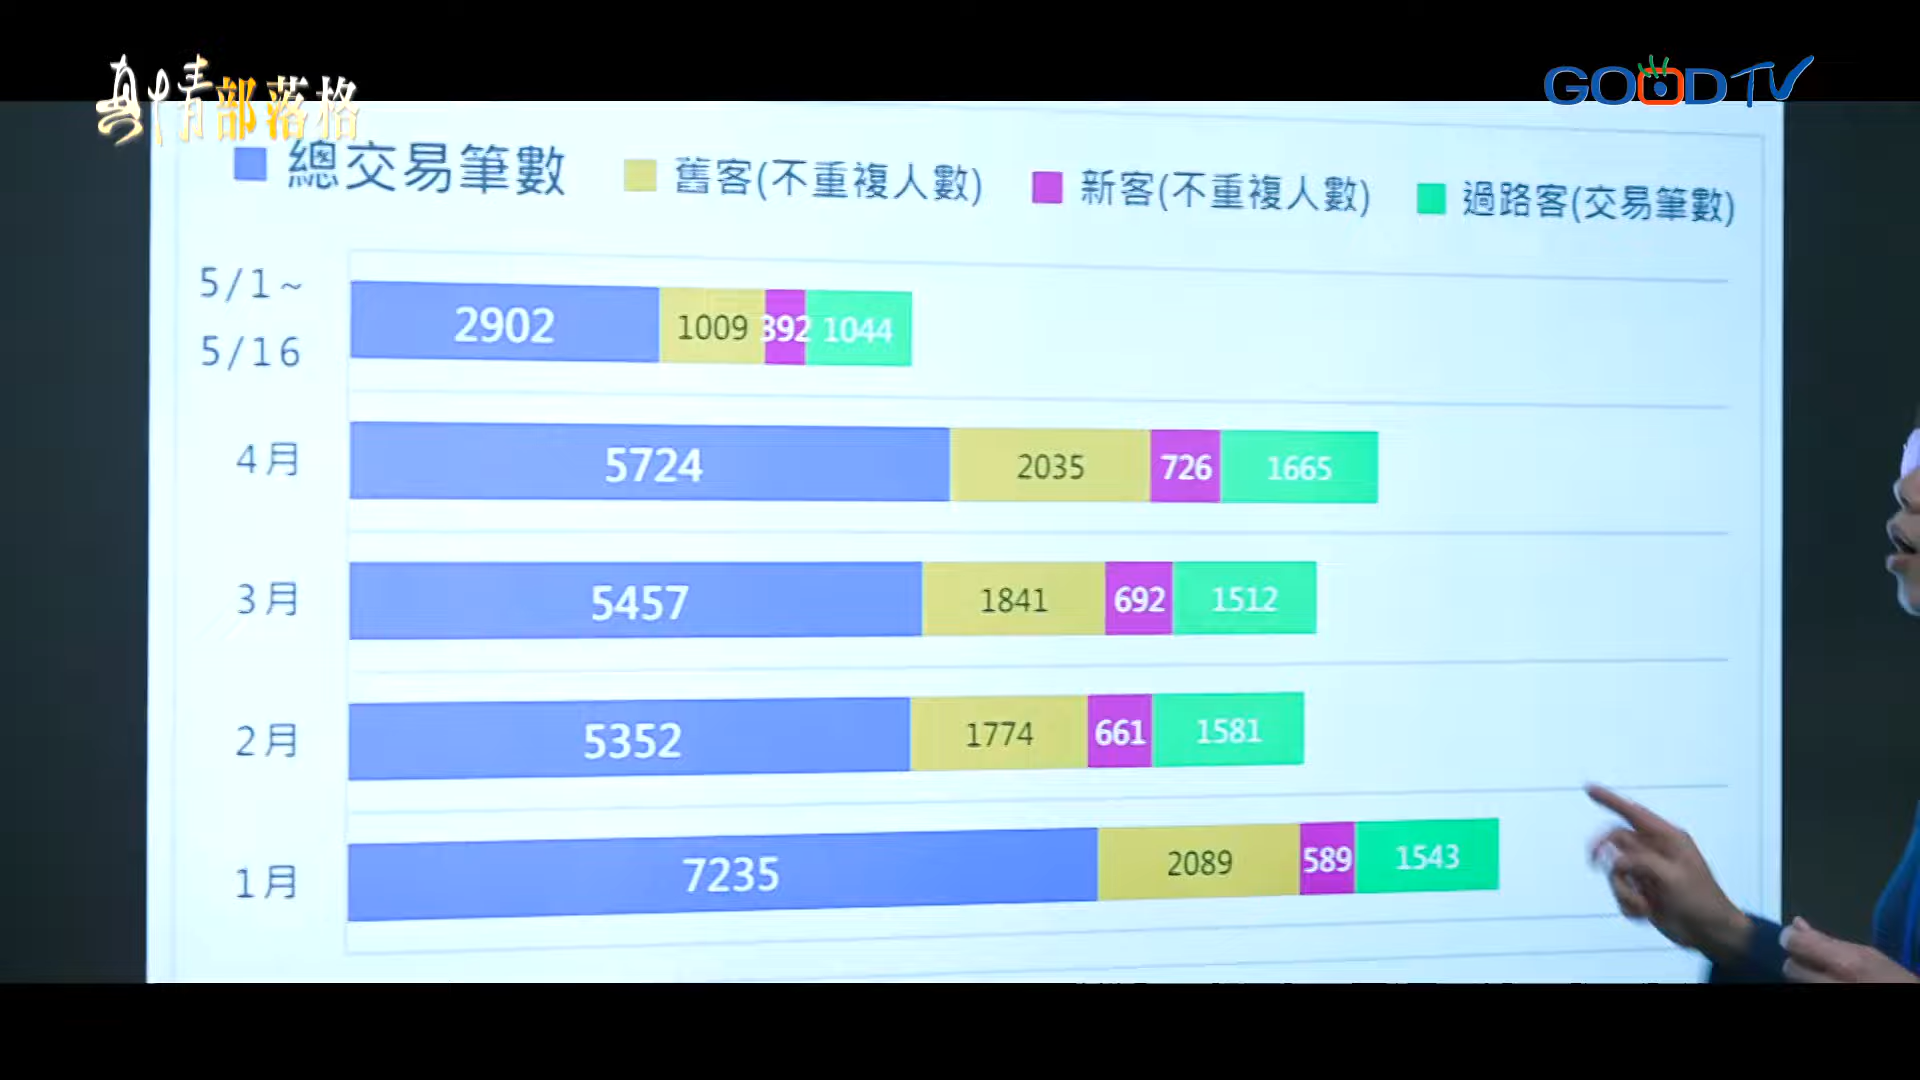 真情部落格
GOODTV
總交易筆數 舊客(不重複人數) 新客(不重複人數) 過路客(交易筆數)
5/1~
5/16
2902 1009 392 1044
4月 5724 2035 726 1665
3月 5457 1841 692 1512
2月 5352 1774 661 1581
1月 7235 2089 589 1543